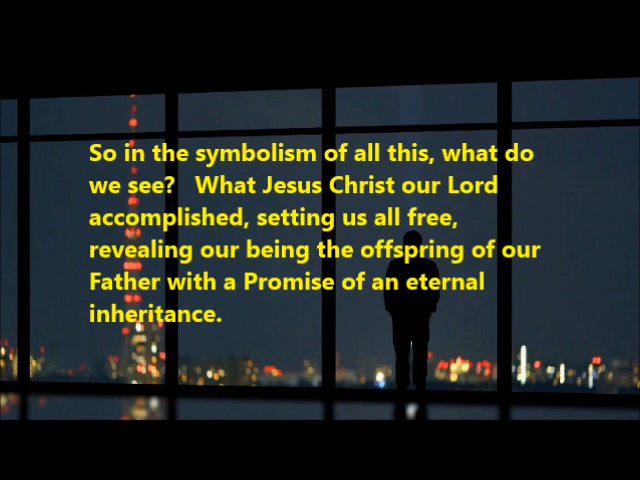 So in the symbolism of all this, what do
we see?   What Jesus Christ our Lord
accomplished, setting us all free,
revealing our being the offspring of our
Father with a Promise of an eternal
inheritance.